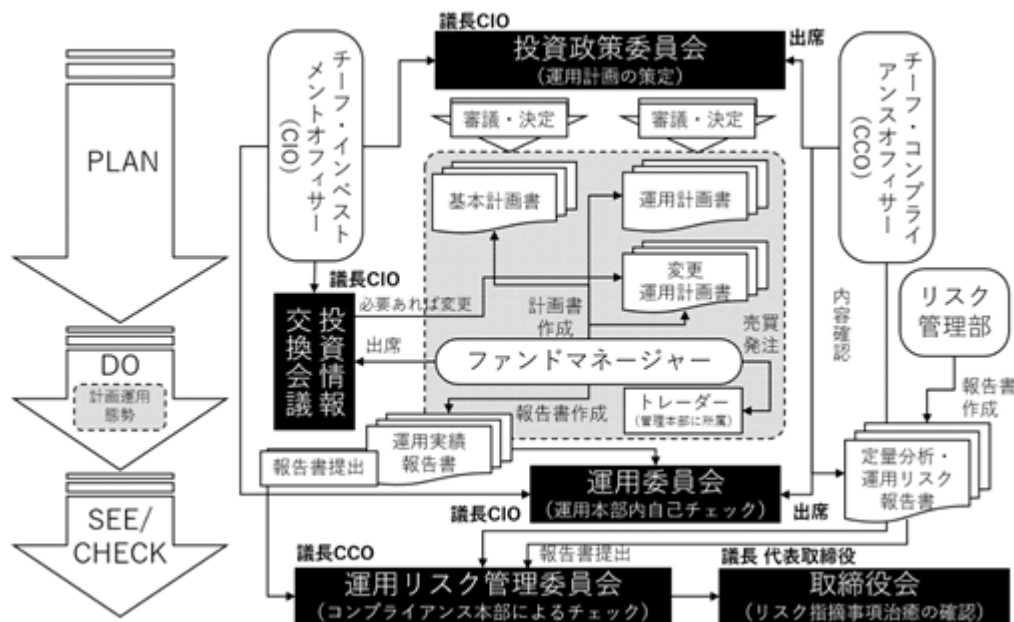 議長CIO
投資政策委員会
(運用計画の策定)
出席
チーフ・インベスト
メントオフィサー
(CIO)
チーフ・コンプライ
アンスオフィサー
(CCO)
PLAN
審議・決定
審議・決定
基本計画書
運用計画書
変更
運用計画書
議長CIO
投資情報
交換会議
必要あれば変更
計画書
作成
売買
発注
内容確認
リスク
管理部
DO
計画運用
態勢
出席
ファンドマネージャー
トレーダー
(管理本部に所属)
報告書作成
報告書
作成
運用実績
報告書
報告書提出
定量分析・
運用リスク
報告書
運用委員会
(運用本部内自己チェック)
議長CIO
出席
SEE/
CHECK
議長CCO
報告書提出
議長 代表取締役
運用リスク管理委員会
(コンプライアンス本部によるチェック)
取締役会
(リスク指摘事項治癒の確認)